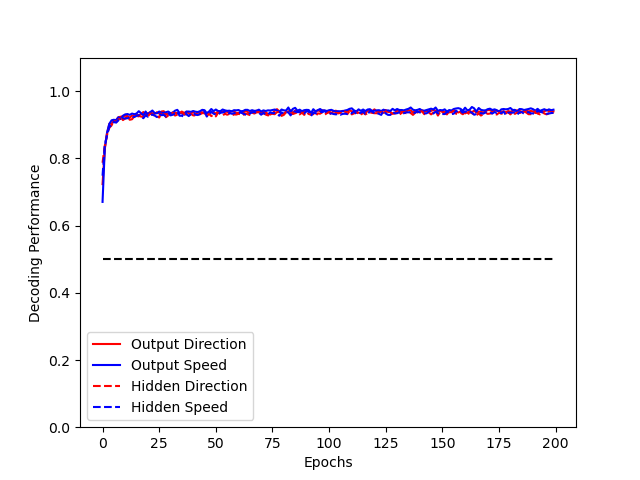 1.0
0.8
0.6
0.4
0.2
0.0
Decoding Performance
Output Direction
Output Speed
Hidden Direction
Hidden Speed
0 25 50 75 100 125 150 175 200
Epochs